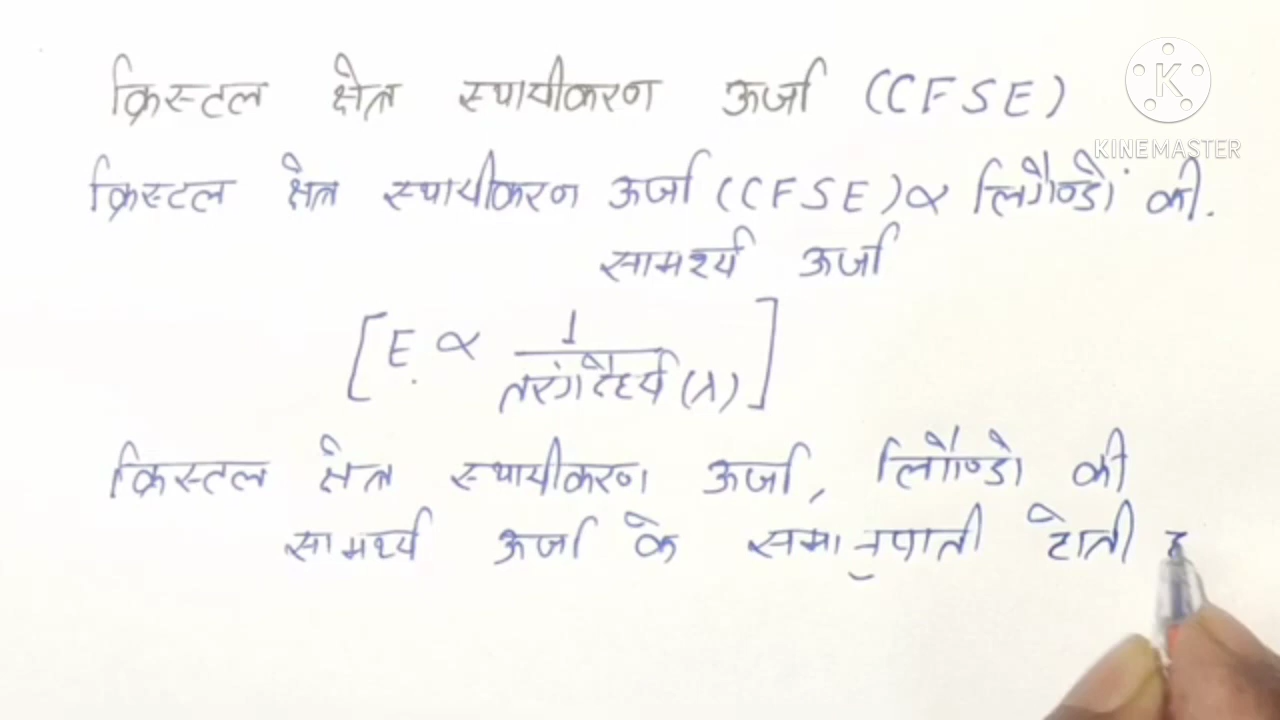 क्रिस्टल क्षेत्र स्थायीकरण ऊर्जा (CFSE)
K
KINEMASTER
क्रिस्टल क्षेत्र स्थायीकरण ऊर्जा (CFSE) ∝ लिगैण्डों की
सामर्थ्य ऊर्जा
[E ∝ 1
तरंगदैर्ध्य (λ)]
क्रिस्टल क्षेत्र स्थायीकरण ऊर्जा, लिगैण्डो की
सामर्थ्य ऊर्जा के समानुपाती होती